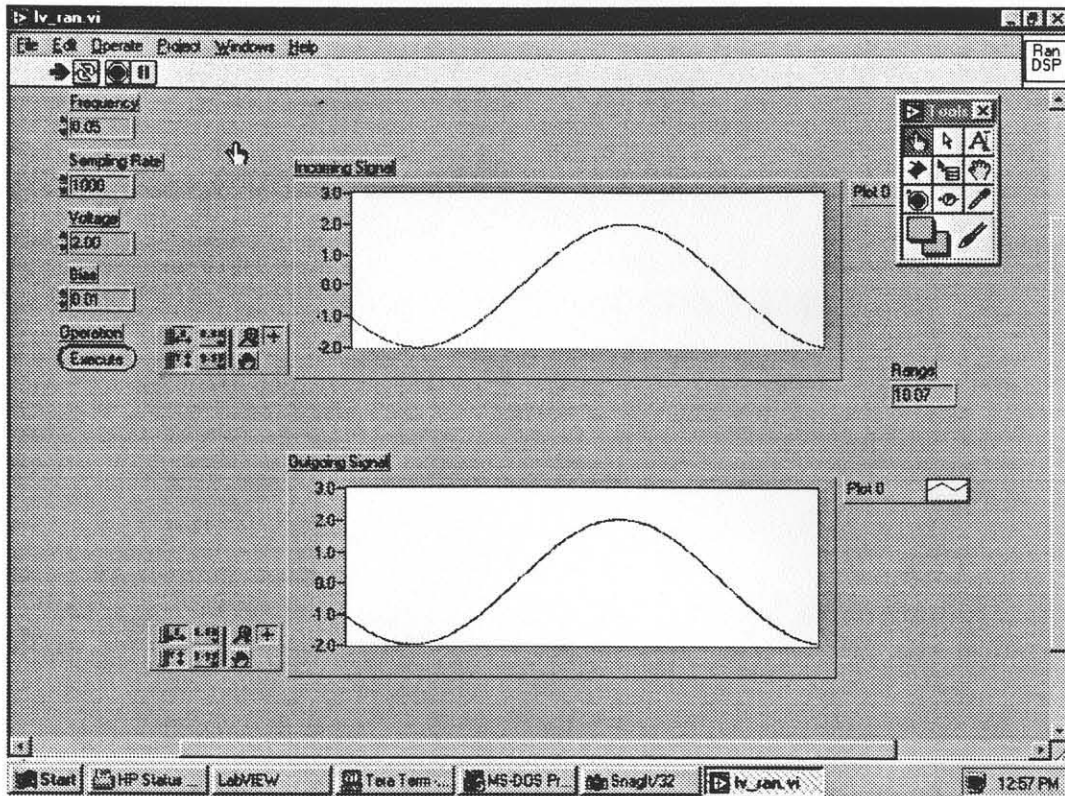 lv_ran.vi
File Edit Operate Project Windows Help
Ran
DSP
Frequency
0.05
Sampling Rate
1000
Voltage
2.00
Bias
0.01
Operation
Execute
Incoming Signal
3.0
2.0
1.0
0.0
-1.0
-2.0
Plot 0
Tools
Range
10.07
Outgoing Signal
3.0
2.0
1.0
0.0
-1.0
-2.0
Plot 0
Start
HP Status ...
LabVIEW
Tera Term -...
MS-DOS Pr...
SnagIt/32
lv_ran.vi
12:57 PM